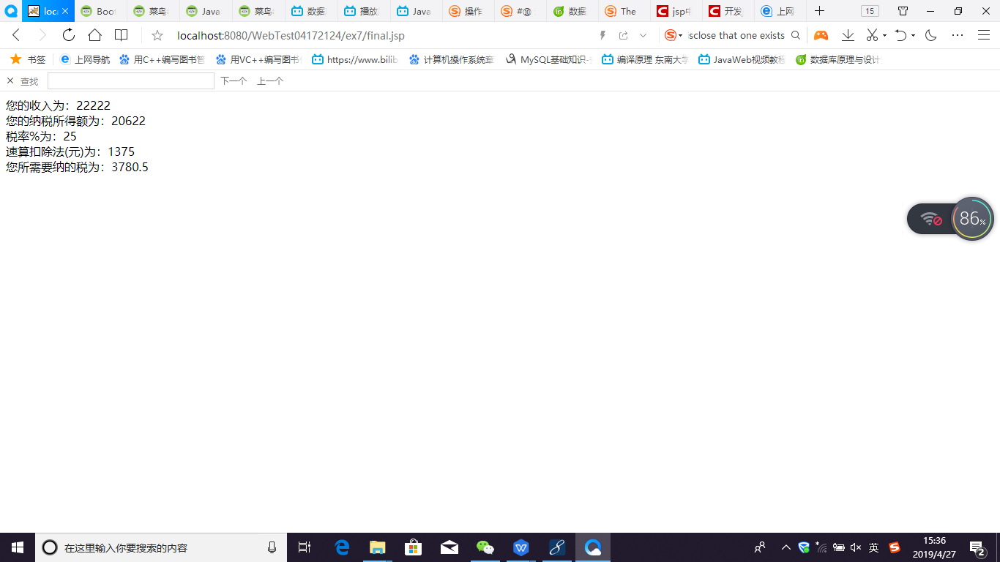 loca
Boot
菜鸟
Java
菜鸟
数据
播放
Java
操作
#@
数据
The
jsp中
开发
上网
15
localhost:8080/WebTest04172124/ex7/final.jsp
sclose that one exists
书签
上网导航
用C++编写图书管
用VC++编写图书
https://www.bilib
计算机操作系统章
MySQL基础知识
编译原理 东南大学
JavaWeb视频教程
数据库原理与设计
查找
下一个
上一个
您的收入为：22222
您的纳税所得额为：20622
税率%为：25
速算扣除法(元)为：1375
您所需要纳的税为：3780.5
86%
在这里输入你要搜索的内容
英
15:36
2019/4/27
2